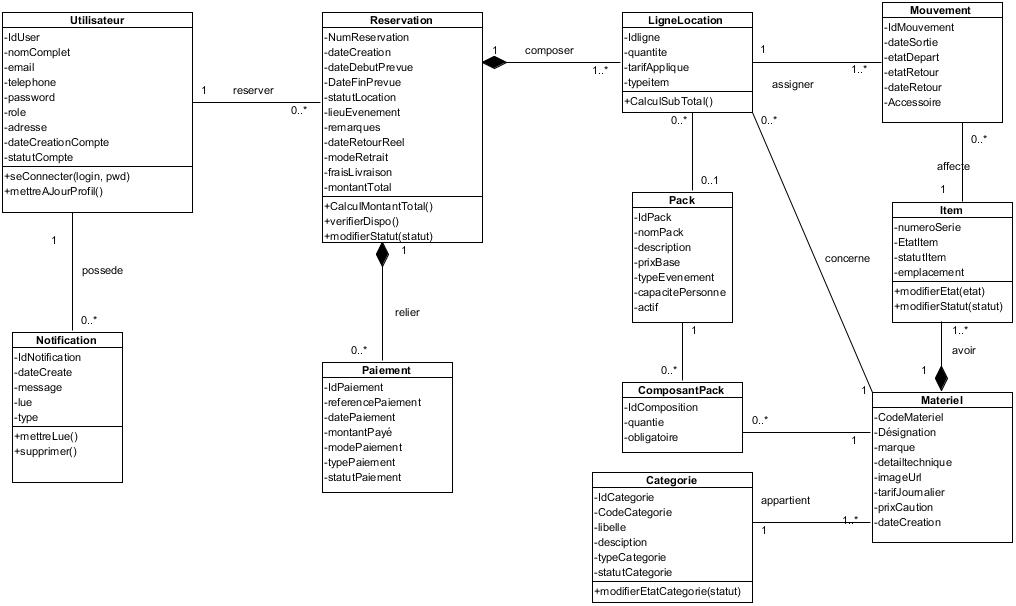 Utilisateur
-IdUser
-nomComplet
-email
-telephone
-password
-role
-adresse
-dateCreationCompte
-statutCompte
+seConnecter(login, pwd)
+mettreAJourProfil()
1
reserver
0..*
Reservation
-NumReservation
-dateCreation
-dateDebutPrevue
-DateFinPrevue
-statutLocation
-lieuEvenement
-remarques
-dateRetourReel
-modeRetrait
-fraisLivraison
-montantTotal
+CalculMontantTotal()
+verifierDispo()
+modifierStatut(statut)
1
composer
1..*
LigneLocation
-Idligne
-quantite
-tarifApplique
-typeitem
+CalculSubTotal()
1
assigner
1..*
Mouvement
-IdMouvement
-dateSortie
-etatDepart
-etatRetour
-dateRetour
-Accessoire
0..*
affecte
1
Item
-numeroSerie
-EtatItem
-statutItem
-emplacement
+modifierEtat(etat)
+modifierStatut(statut)
1..*
avoir
1
0..*
0..1
Pack
-IdPack
-nomPack
-description
-prixBase
-typeEvenement
-capacitePersonne
-actif
0..*
concerne
1
1
0..*
1
possede
0..*
Notification
-IdNotification
-dateCreate
-message
-lue
-type
+mettreLue()
+supprimer()
1
relier
0..*
Paiement
-IdPaiement
-referencePaiement
-datePaiement
-montantPayé
-modePaiement
-typePaiement
-statutPaiement
ComposantPack
-IdComposition
-quantie
-obligatoire
0..*
1
Materiel
-CodeMateriel
-Désignation
-marque
-detailtechnique
-imageUrl
-tarifJournalier
-prixCaution
-dateCreation
Categorie
-IdCategorie
-CodeCategorie
-libelle
-desciption
-typeCategorie
-statutCategorie
+modifierEtatCategorie(statut)
appartient
1
1..*